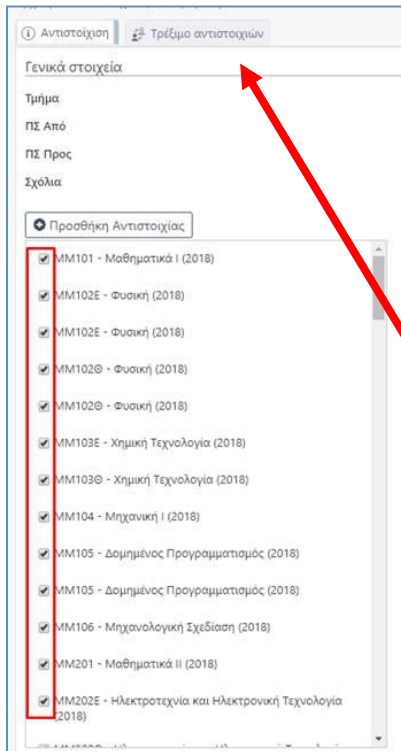 Αντιστοίχιση
Τρέξιμο αντιστοιχιών
Γενικά στοιχεία
Τμήμα
ΠΣ Από
ΠΣ Προς
Σχόλια
Προσθήκη Αντιστοιχίας
ΜΜ101 - Μαθηματικά Ι (2018)
ΜΜ102Ε - Φυσική (2018)
ΜΜ102Ε - Φυσική (2018)
ΜΜ102Θ - Φυσική (2018)
ΜΜ102Θ - Φυσική (2018)
ΜΜ103Ε - Χημική Τεχνολογία (2018)
ΜΜ103Θ - Χημική Τεχνολογία (2018)
ΜΜ104 - Μηχανική Ι (2018)
ΜΜ105 - Δομημένος Προγραμματισμός (2018)
ΜΜ105 - Δομημένος Προγραμματισμός (2018)
ΜΜ106 - Μηχανολογική Σχεδίαση (2018)
ΜΜ201 - Μαθηματικά ΙΙ (2018)
ΜΜ202Ε - Ηλεκτροτεχνία και Ηλεκτρονική Τεχνολογία
(2018)